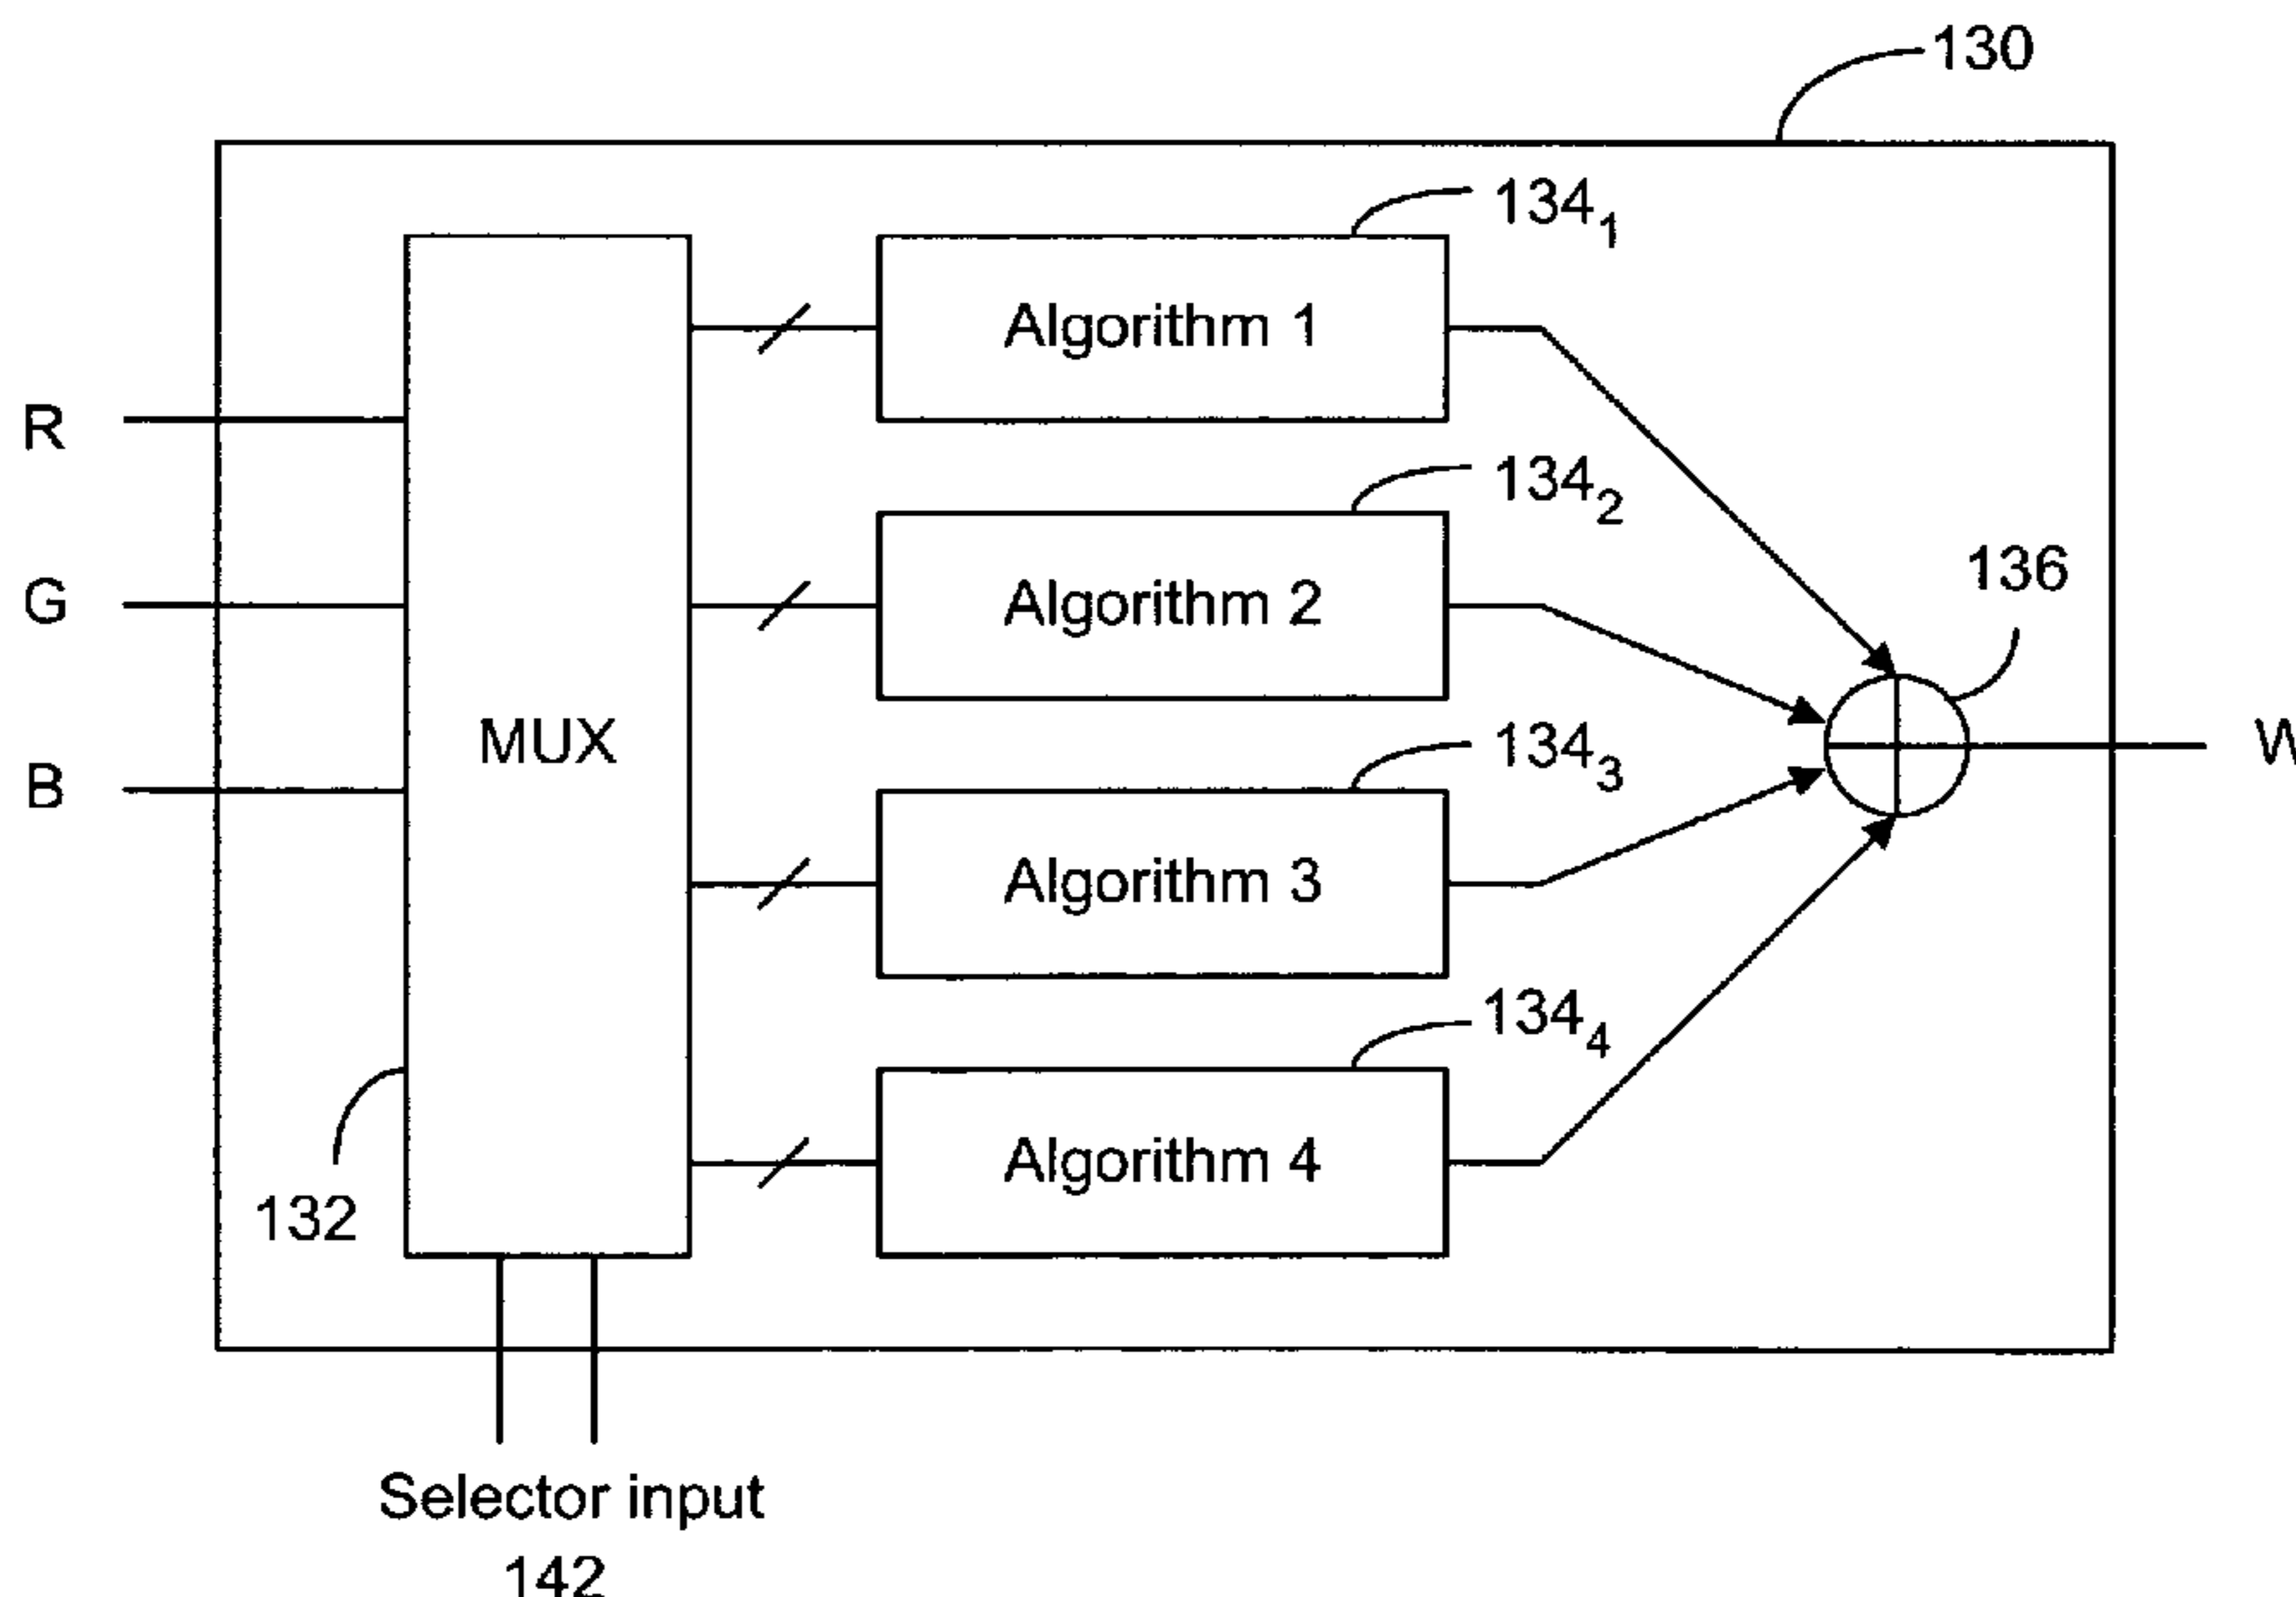 130
134₁
Algorithm 1
R
134₂
Algorithm 2
G
136
MUX
W
134₃
B
Algorithm 3
134₄
Algorithm 4
132
Selector input
142